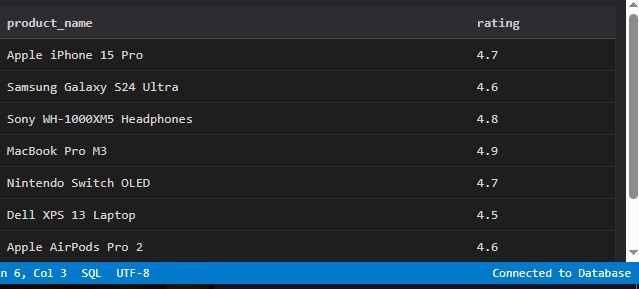 product_name rating
Apple iPhone 15 Pro 4.7
Samsung Galaxy S24 Ultra 4.6
Sony WH-1000XM5 Headphones 4.8
MacBook Pro M3 4.9
Nintendo Switch OLED 4.7
Dell XPS 13 Laptop 4.5
Apple AirPods Pro 2 4.6
n 6, Col 3 SQL UTF-8 Connected to Database